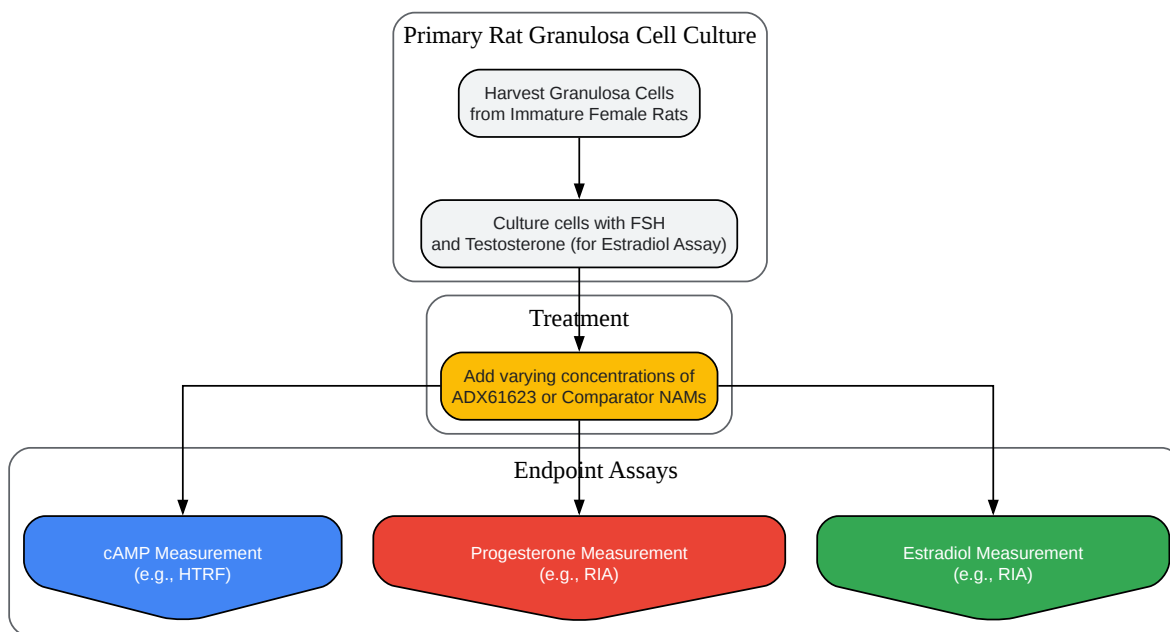 Primary Rat Granulosa Cell Culture
Harvest Granulosa Cells
from Immature Female Rats
Culture cells with FSH
and Testosterone (for Estradiol Assay)
Treatment
Add varying concentrations of
ADX61623 or Comparator NAMs
Endpoint Assays
cAMP Measurement
(e.g., HTRF)
Progesterone Measurement
(e.g., RIA)
Estradiol Measurement
(e.g., RIA)